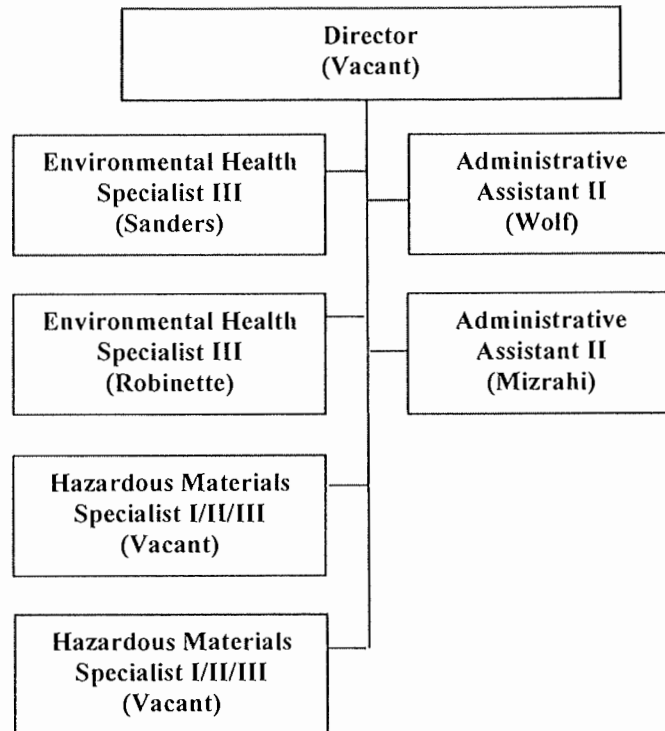 Director
(Vacant)
Environmental Health
Specialist III
(Sanders)
Administrative
Assistant II
(Wolf)
Environmental Health
Specialist III
(Robinette)
Administrative
Assistant II
(Mizrahi)
Hazardous Materials
Specialist I/II/III
(Vacant)
Hazardous Materials
Specialist I/II/III
(Vacant)